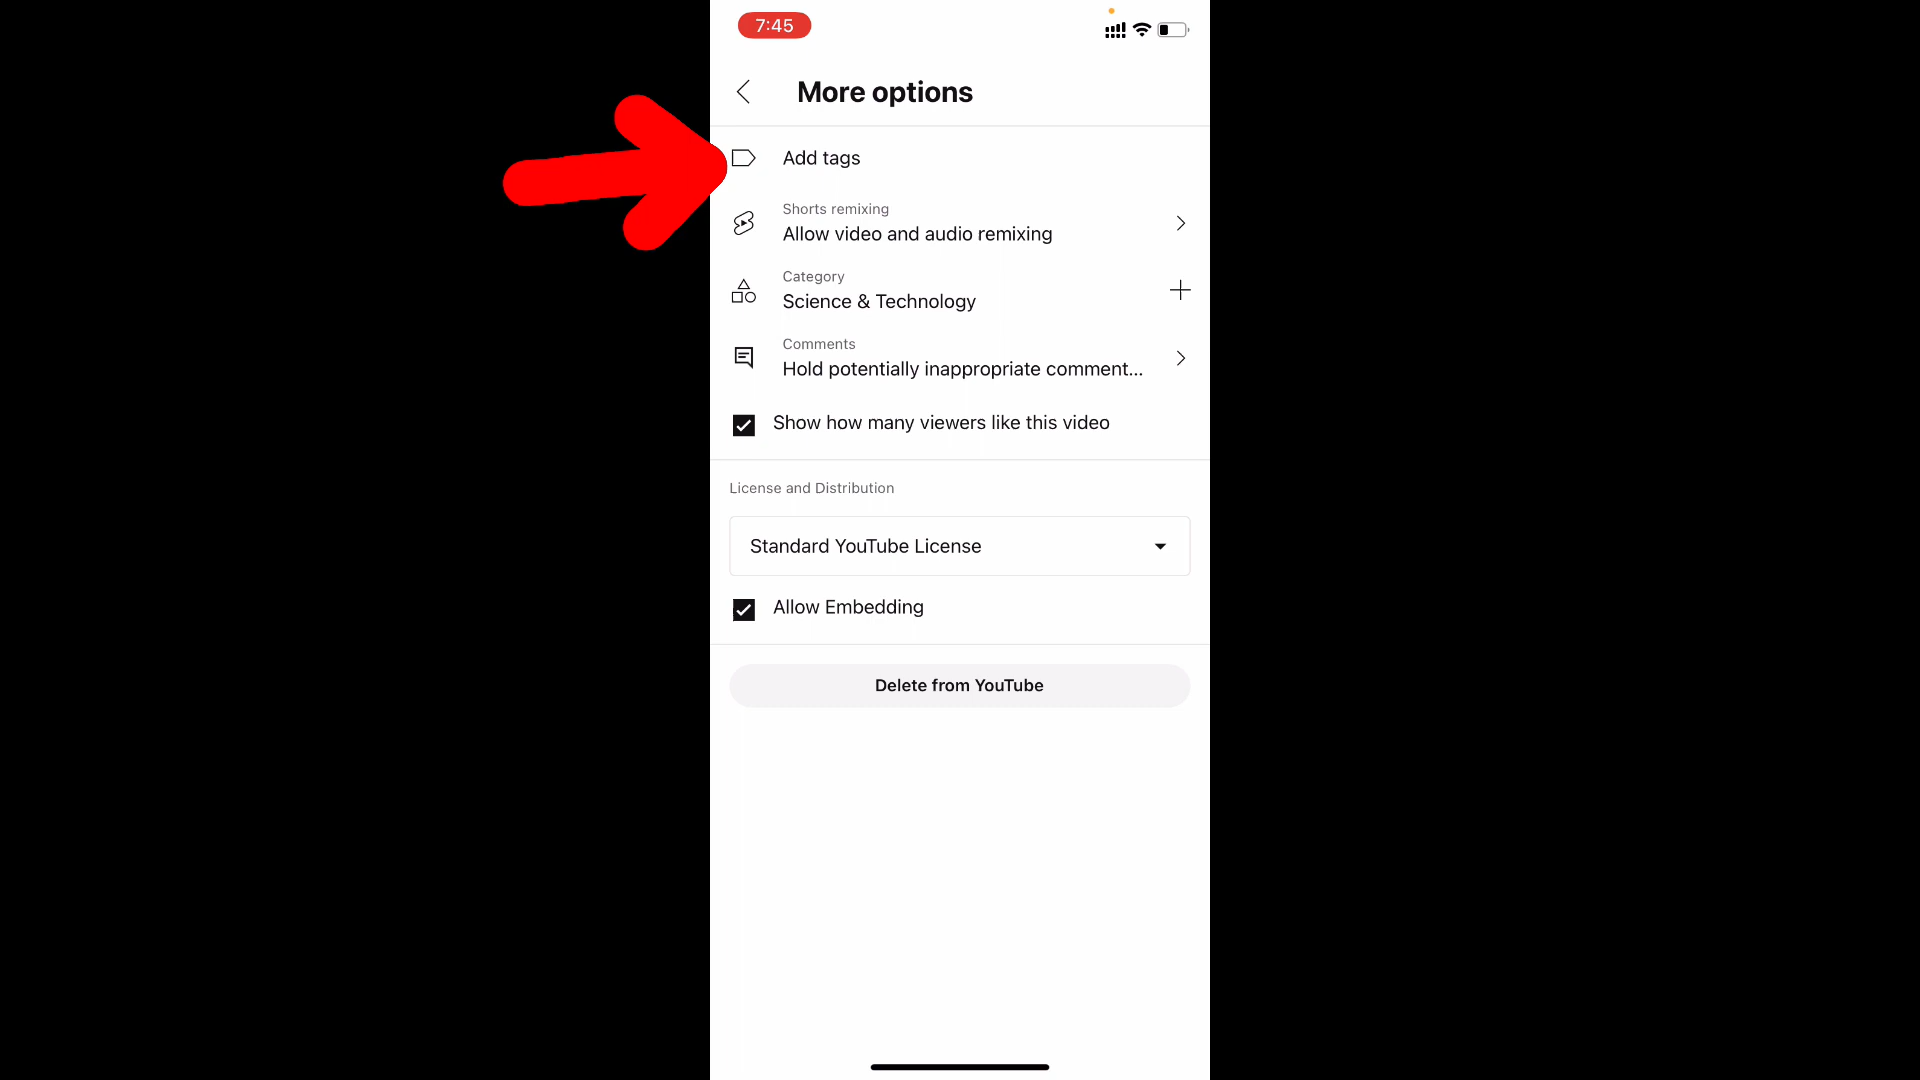 7:45
More options
Add tags
Shorts remixing
Allow video and audio remixing
Category
Science & Technology
Comments
Hold potentially inappropriate comment...
Show how many viewers like this video
License and Distribution
Standard YouTube License
Allow Embedding
Delete from YouTube